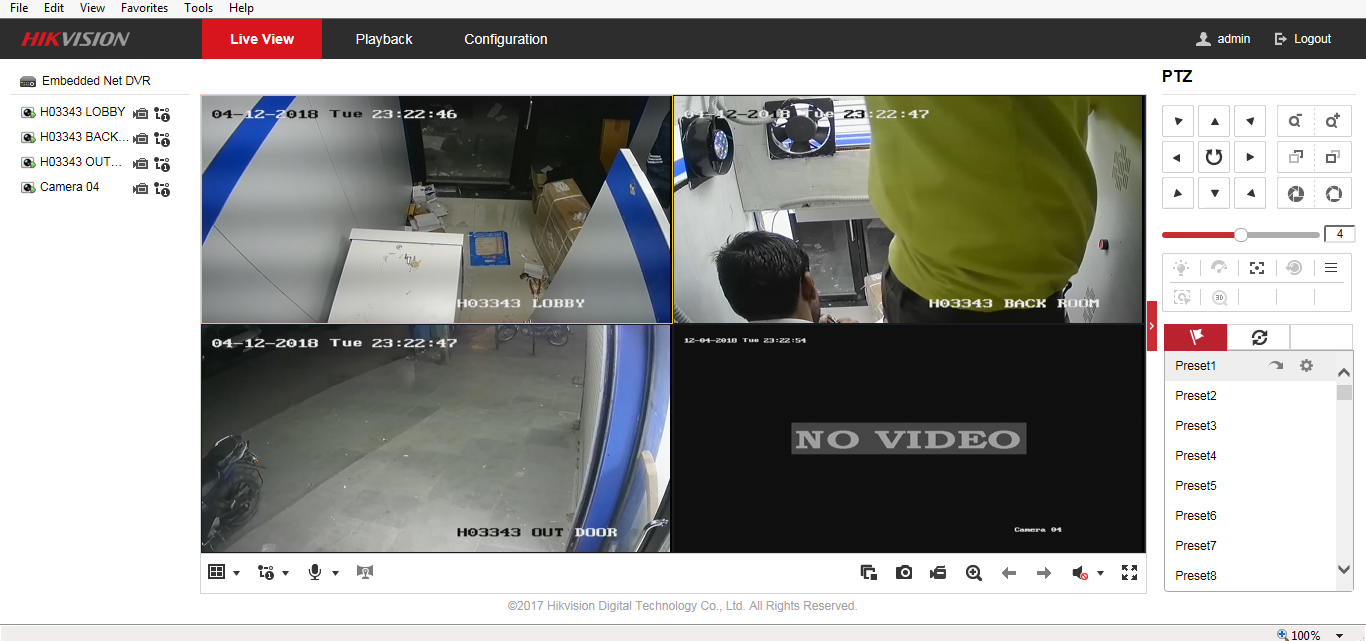 File Edit View Favorites Tools Help
HIKVISION Live View Playback Configuration admin Logout
Embedded Net DVR
H03343 LOBBY
H03343 BACK...
H03343 OUT...
Camera 04
04-12-2018 Tue 23:22:46
H03343 LOBBY
04-12-2018 Tue 23:22:47
H03343 BACK ROOM
04-12-2018 Tue 23:22:47
H03343 OUT DOOR
12-04-2018 Tue 23:22:54
NO VIDEO
Camera 04
PTZ
4
3D
Preset1
Preset2
Preset3
Preset4
Preset5
Preset6
Preset7
Preset8
©2017 Hikvision Digital Technology Co., Ltd. All Rights Reserved.
100%